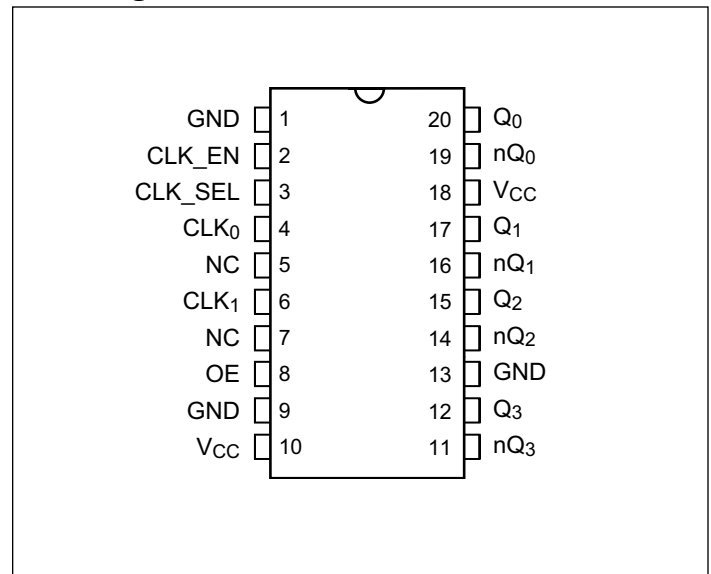 GND 1 20 Q0
CLK_EN 2 19 nQ0
CLK_SEL 3 18 VCC
CLK0 4 17 Q1
NC 5 16 nQ1
CLK1 6 15 Q2
NC 7 14 nQ2
OE 8 13 GND
GND 9 12 Q3
VCC 10 11 nQ3